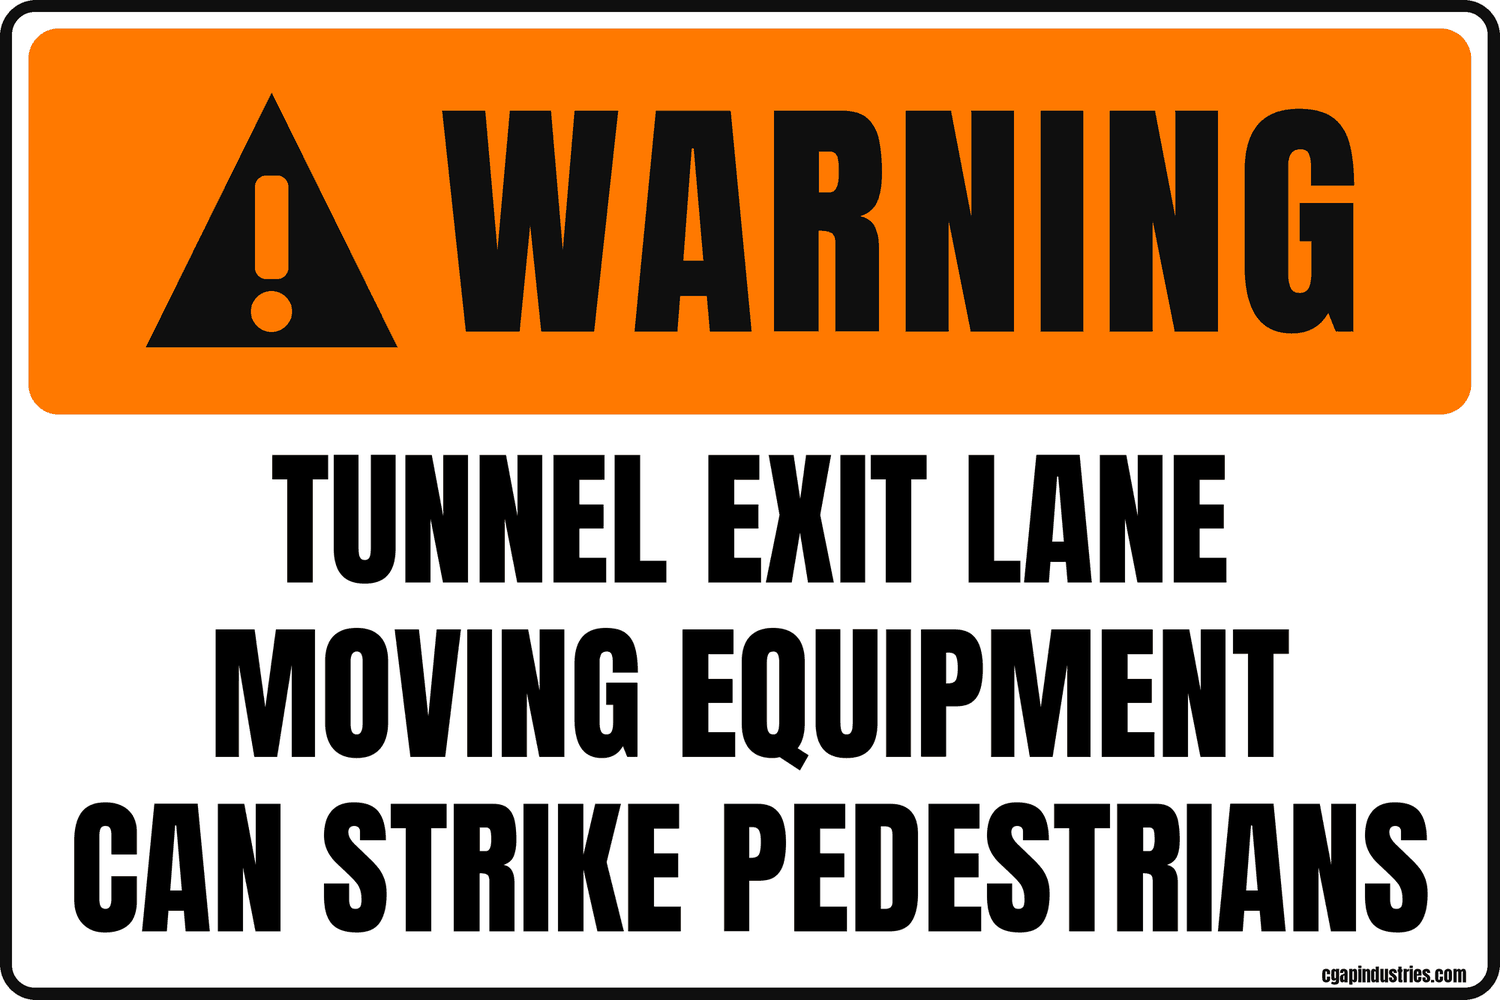 WARNING
TUNNEL EXIT LANE
MOVING EQUIPMENT
CAN STRIKE PEDESTRIANS
cgapindustries.com